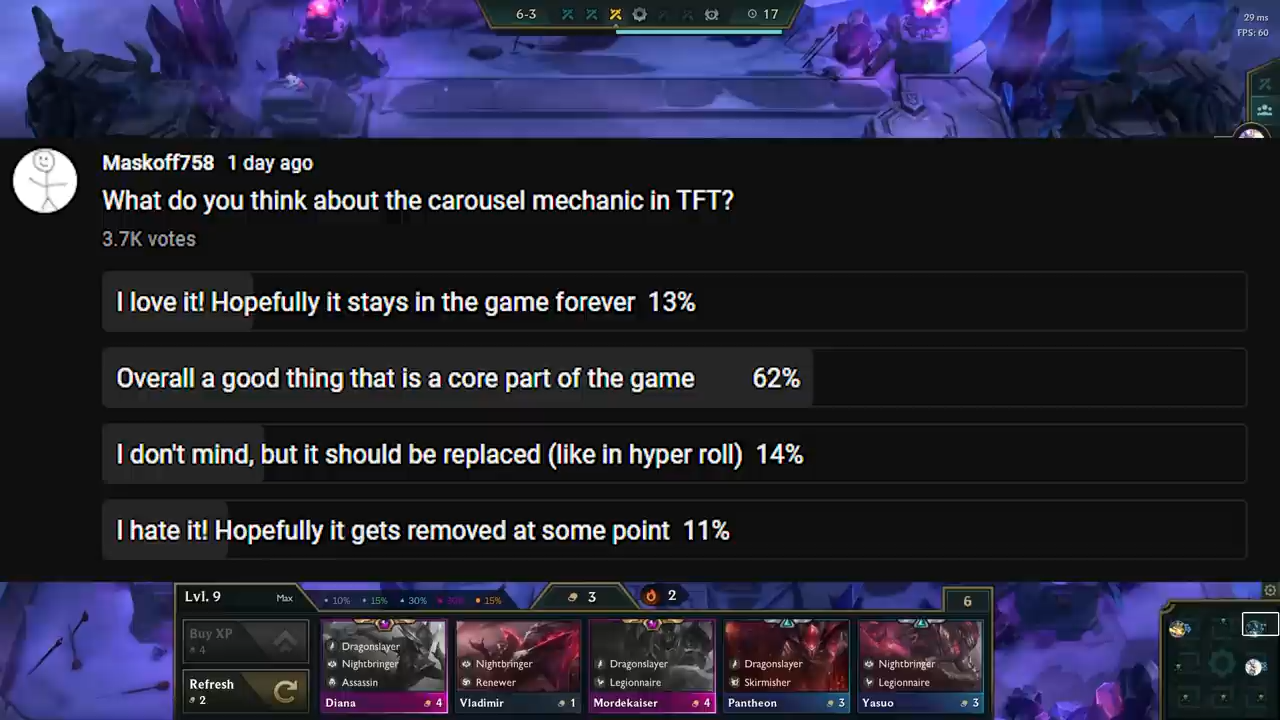 6-3
17
29 ms
FPS: 60
Maskoff758 1 day ago
What do you think about the carousel mechanic in TFT?
3.7K votes
I love it! Hopefully it stays in the game forever 13%
Overall a good thing that is a core part of the game 62%
I don't mind, but it should be replaced (like in hyper roll) 14%
I hate it! Hopefully it gets removed at some point 11%
Lvl. 9 Max
10% 15% 30% 15%
3
2
6
Buy XP
4
Refresh
2
Dragonslayer
Nightbringer
Assassin
Diana 4
Nightbringer
Renewer
Vladimir 1
Dragonslayer
Legionnaire
Mordekaiser 4
Dragonslayer
Skirmisher
Pantheon 3
Nightbringer
Legionnaire
Yasuo 3